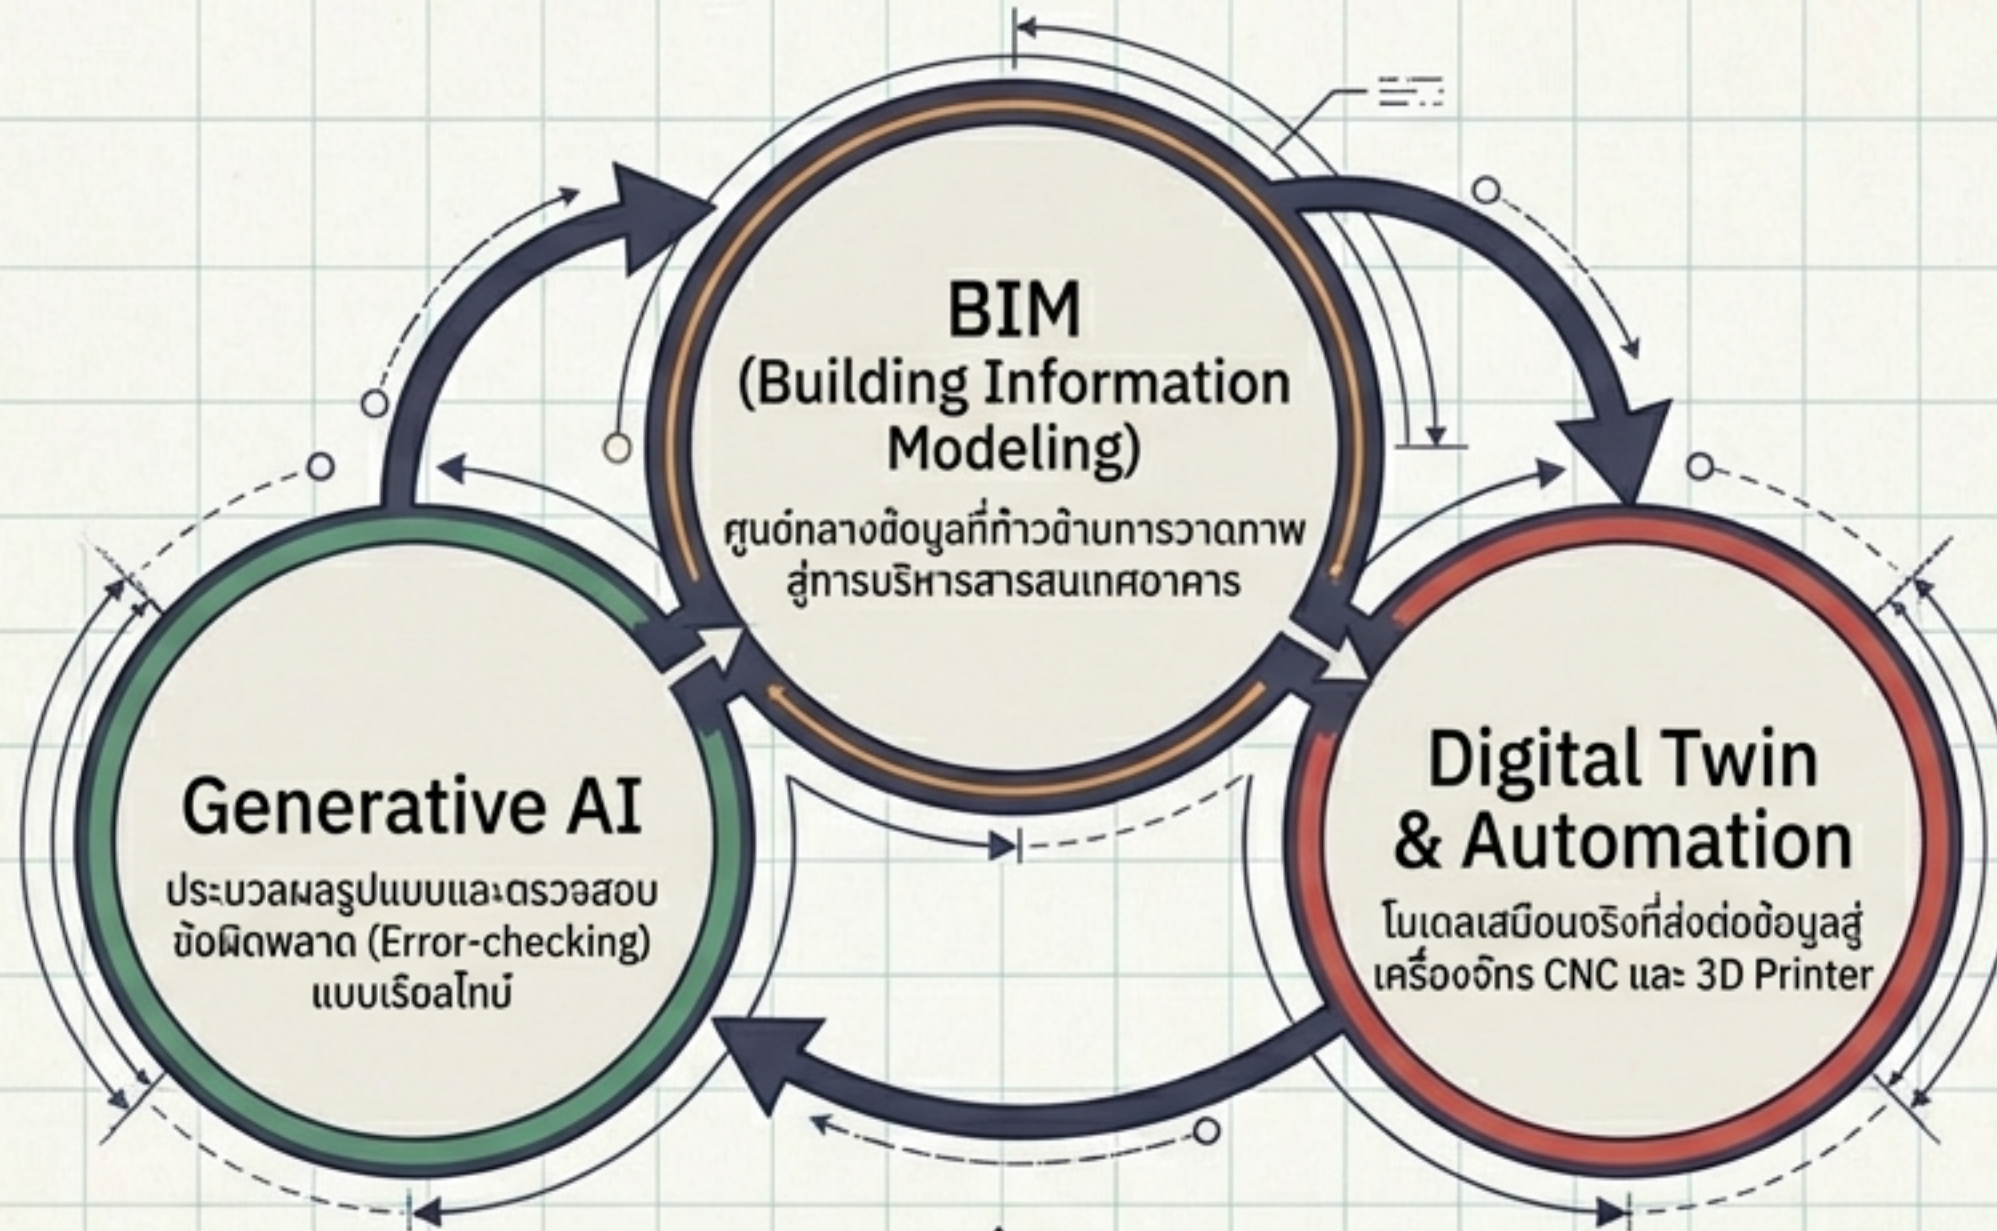 BIM
(Building Information
Modeling)
ศูนย์กลางข้อมูลที่ก้าวข้ามการวาดภาพ
สู่การบริหารสารสนเทศอาคาร
Generative AI
ประมวลผลรูปแบบและตรวจสอบ
ข้อผิดพลาด (Error-checking)
แบบเรียลไทม์
Digital Twin
& Automation
โมเดลเสมือนจริงที่ส่งต่อข้อมูลสู่
เครื่องจักร CNC และ 3D Printer